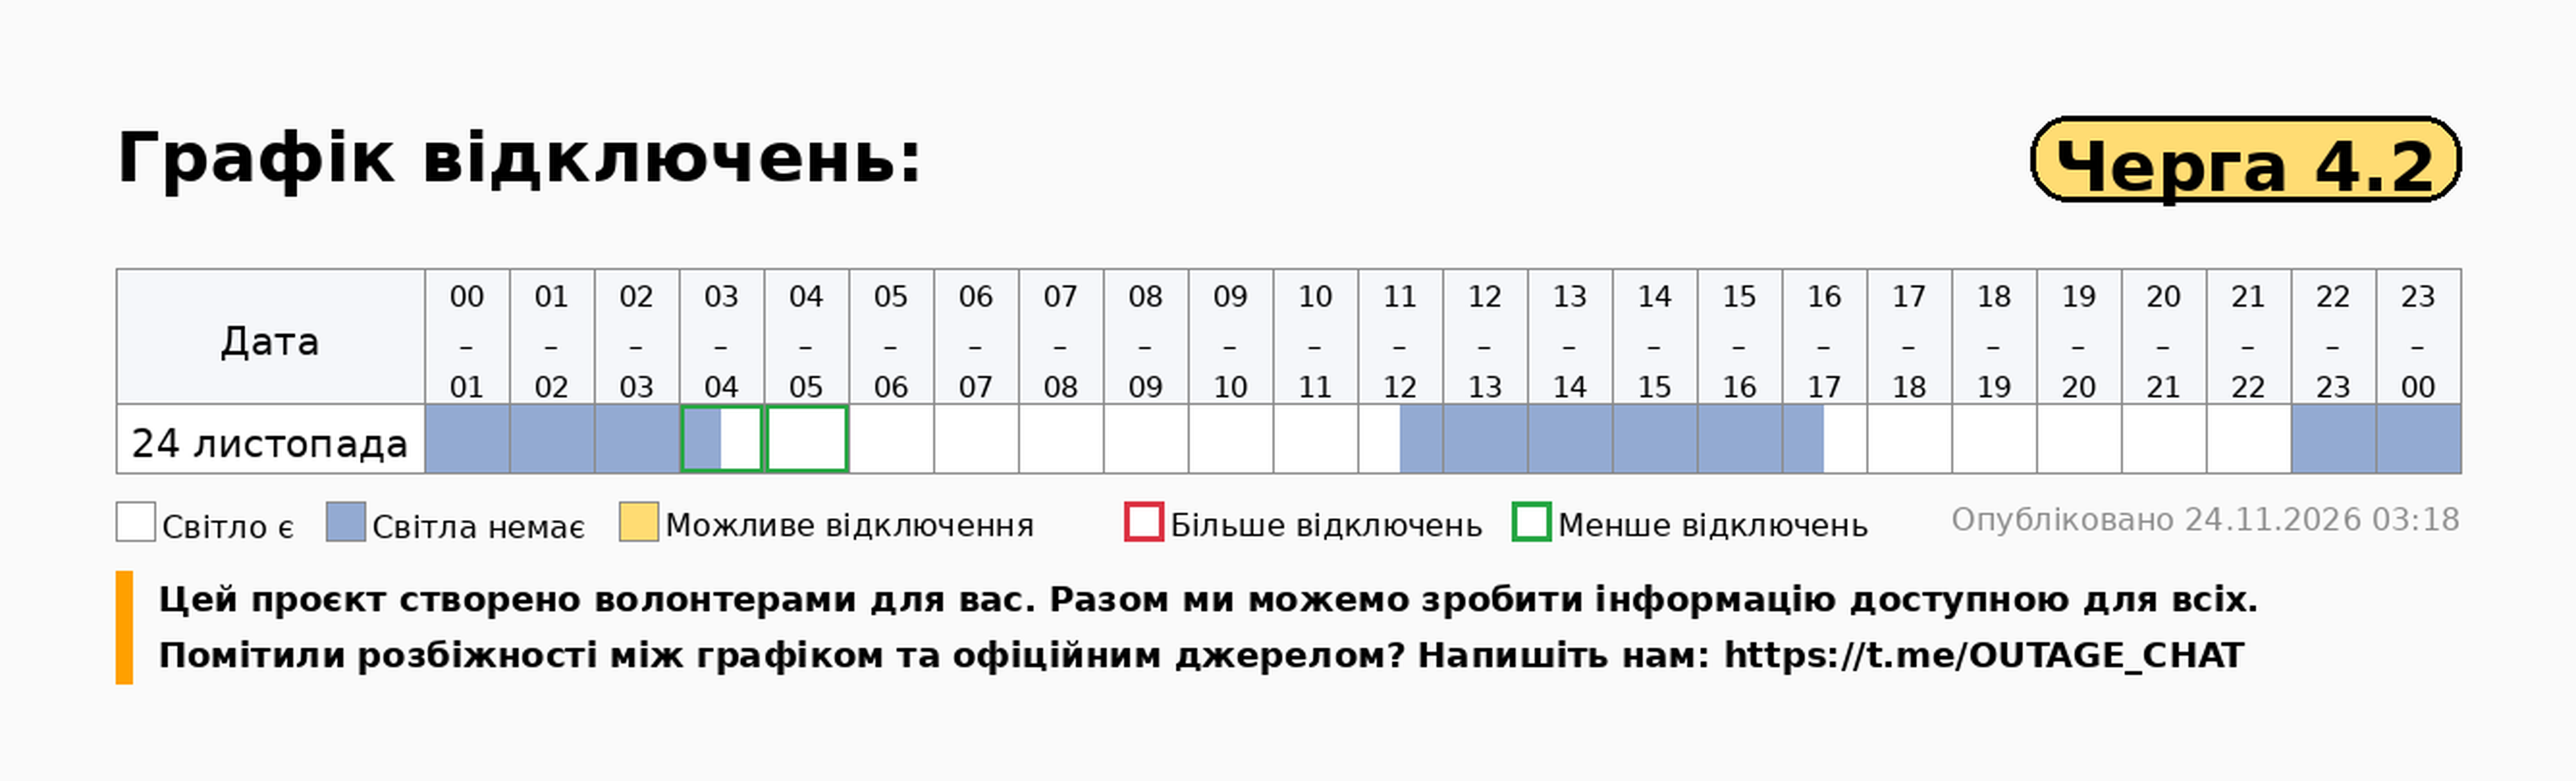 Графік відключень:
Черга 4.2
Дата 00 – 01 01 – 02 02 – 03 03 – 04 04 – 05 05 – 06 06 – 07 07 – 08 08 – 09 09 – 10 10 – 11 11 – 12 12 – 13 13 – 14 14 – 15 15 – 16 16 – 17 17 – 18 18 – 19 19 – 20 20 – 21 21 – 22 22 – 23 23 – 00
24 листопада
Світло є Світла немає Можливе відключення Більше відключень Менше відключень Опубліковано 24.11.2026 03:18
Цей проєкт створено волонтерами для вас. Разом ми можемо зробити інформацію доступною для всіх.
Помітили розбіжності між графіком та офіційним джерелом? Напишіть нам: https://t.me/OUTAGE_CHAT